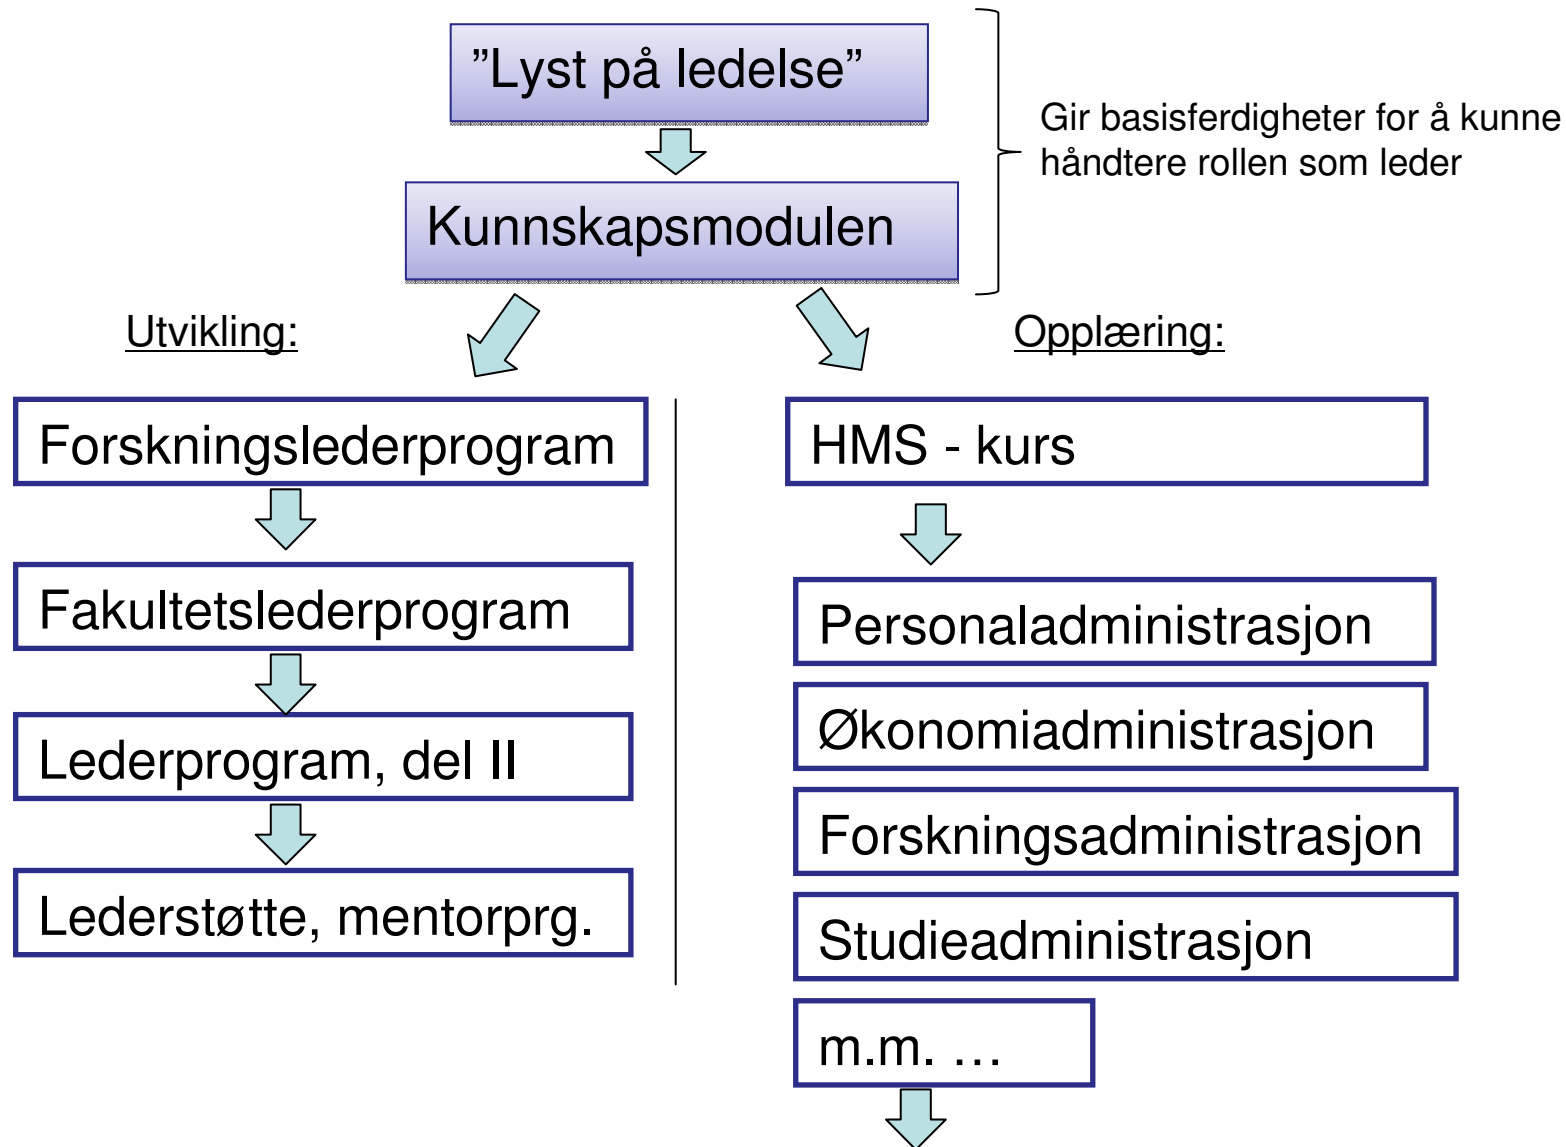 ”Lyst på ledelse”
Gir basisferdigheter for å kunne
håndtere rollen som leder
Kunnskapsmodulen
Utvikling:
Forskningslederprogram
Fakultetslederprogram
Lederprogram, del II
Lederstøtte, mentorprg.
Opplæring:
HMS - kurs
Personaladministrasjon
Økonomiadministrasjon
Forskningsadministrasjon
Studieadministrasjon
m.m. …